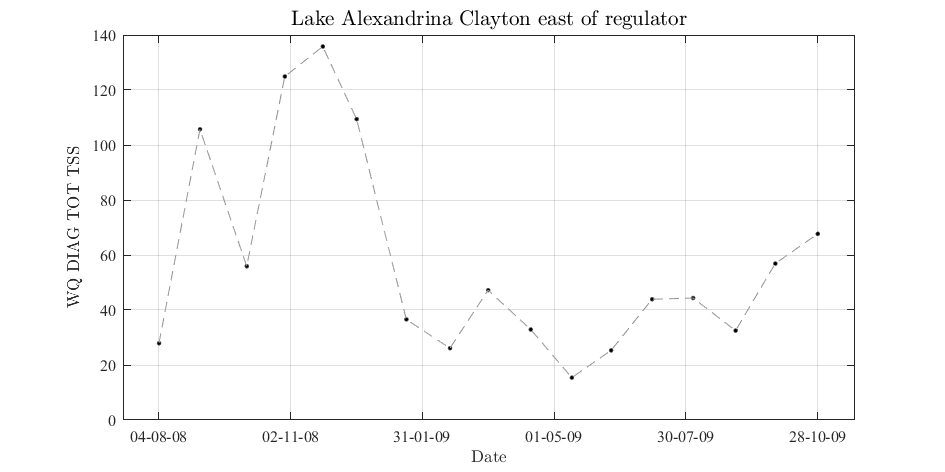 Lake Alexandrina Clayton east of regulator
140
120
100
80
60
40
20
0
WQ DIAG TOT TSS
04-08-08 02-11-08 31-01-09 01-05-09 30-07-09 28-10-09
Date